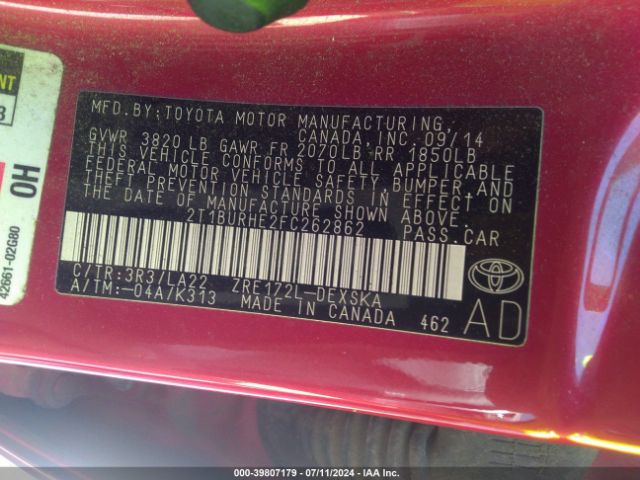 MFD.BY:TOYOTA MOTOR MANUFACTURING,
CANADA, INC. 09/14
GVWR 3820 LB GAWR FR 2070LB RR 1850LB
THIS VEHICLE CONFORMS TO ALL APPLICABLE
FEDERAL MOTOR VEHICLE SAFETY, BUMPER, AND
THEFT PREVENTION STANDARDS IN EFFECT ON
THE DATE OF MANUFACTURE SHOWN ABOVE.
2T1BURHE2FC262862 PASS.CAR
C/TR:3R3/LA22 ZRE172L-DEXSKA
A/TM:-04A/K313 MADE IN CANADA 462
AD
OH
42661-02G80
000-39807179 - 07/11/2024 - IAA Inc.